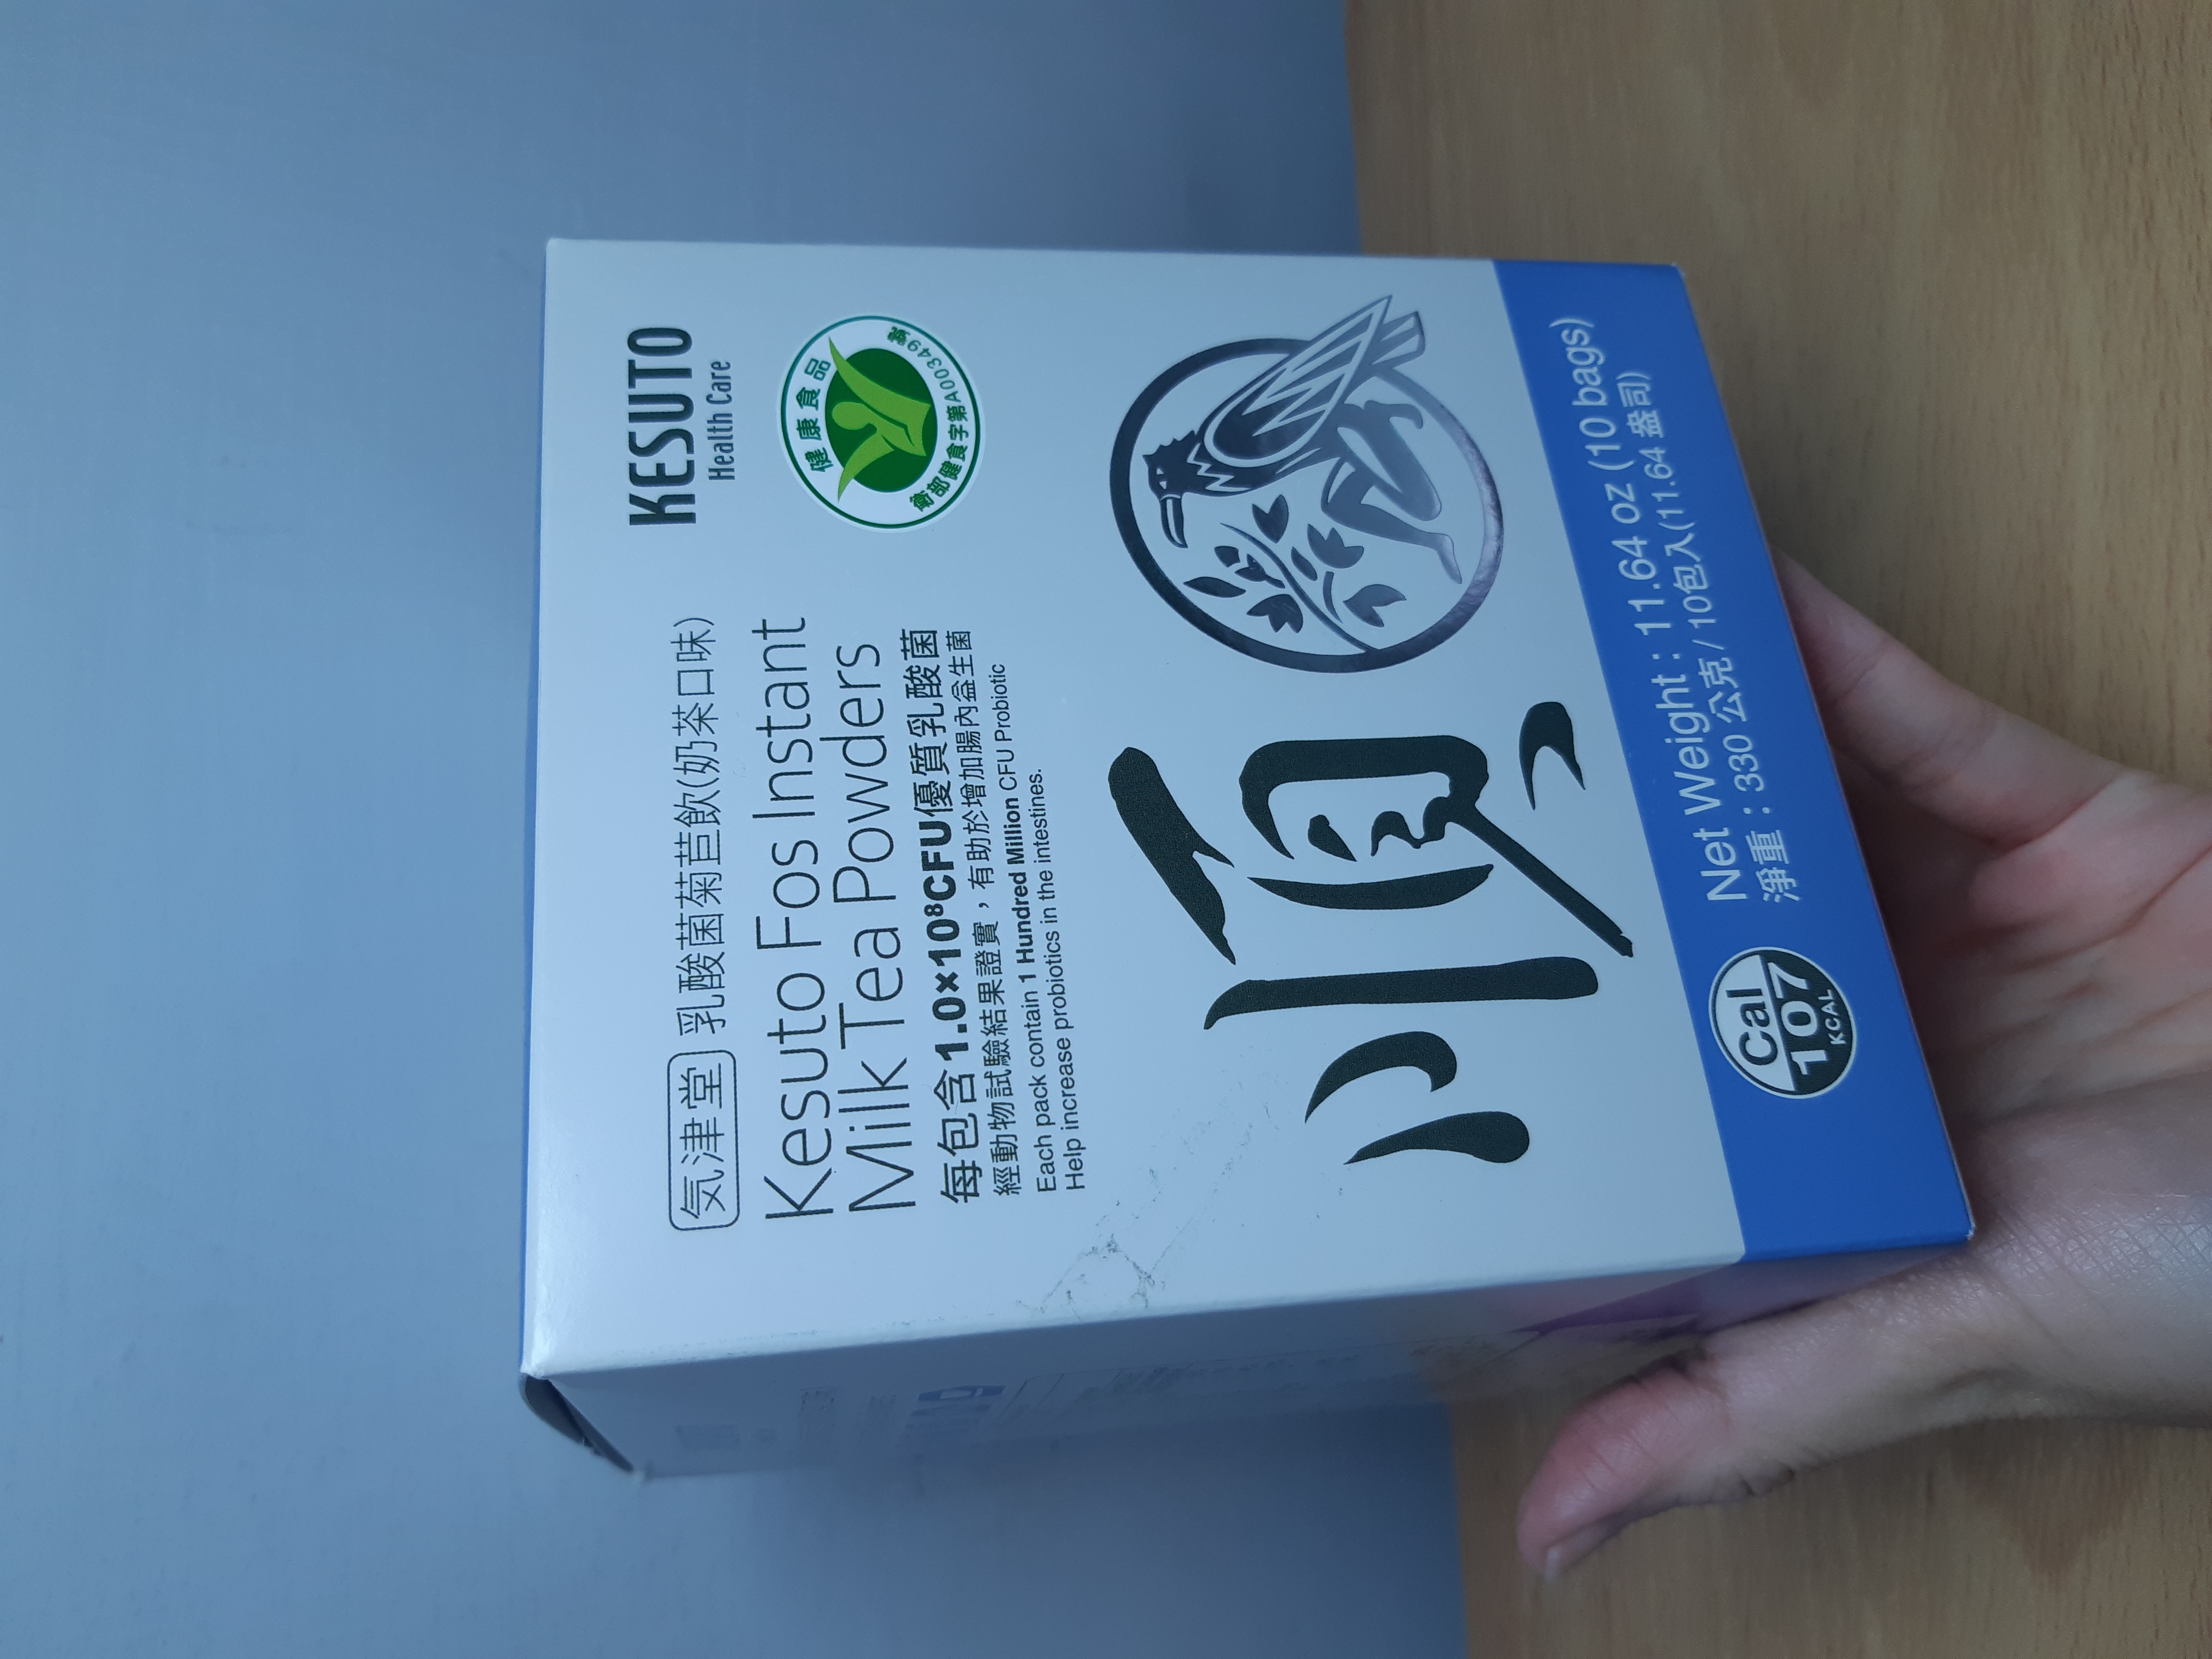 KESUTO
Health Care
気津堂 乳酸菌菊苣飲(奶茶口味)
Kesuto Fos Instant
Milk Tea Powders
每包含1.0×10⁸CFU優質乳酸菌
經動物試驗結果證實，有助於增加腸內益生菌
Each pack contain 1 Hundred Million CFU Probiotic
Help increase probiotics in the intestines.
健康食品
衛部健食字第A00349號
順
Cal
107
KCAL
Net Weight : 11.64 oz (10 bags)
淨重 : 330 公克 / 10包入(11.64 盎司)